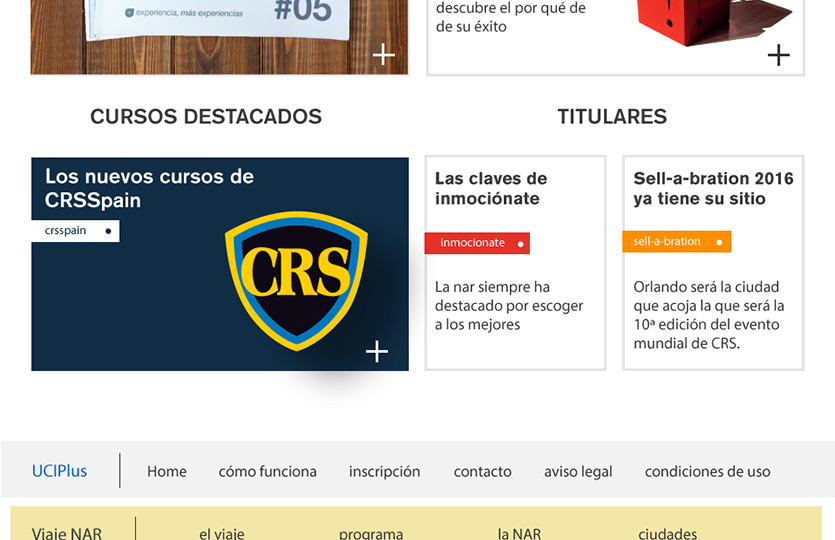 experiencia, más experiencias
#05
descubre el por qué de
de su éxito
CURSOS DESTACADOS
TITULARES
Los nuevos cursos de
CRSSpain
crsspain
CRS
Las claves de
inmociónate
inmocionate
La nar siempre ha
destacado por escoger
a los mejores
Sell-a-bration 2016
ya tiene su sitio
sell-a-bration
Orlando será la ciudad
que acoja la que será la
10ª edición del evento
mundial de CRS.
UCIPlus
Home
cómo funciona
inscripción
contacto
aviso legal
condiciones de uso
Viaje NAR
el viaje
programa
la NAR
ciudades